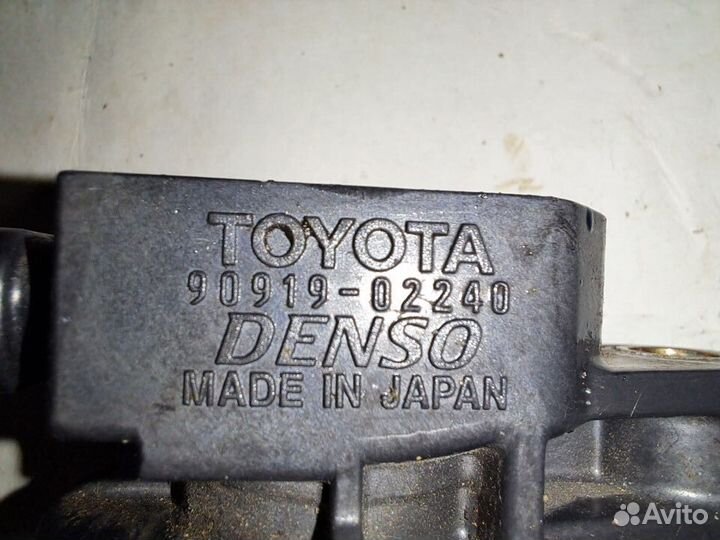 TOYOTA
90919-02240
DENSO
MADE IN JAPAN
Avito